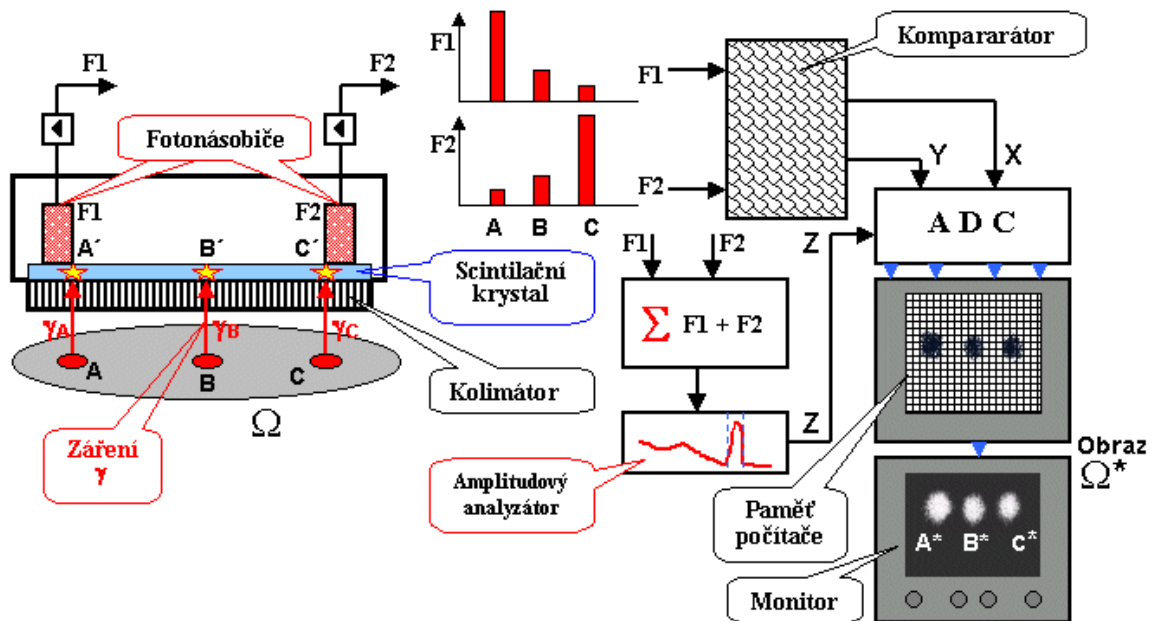 F1
F2
Fotonásobiče
F1
F2
A´
B´
C´
Scintilační
krystal
γA
γB
γC
A
B
C
Ω
Kolimátor
Záření
γ
F1
F2
A
B
C
F1
F2
Kompararátor
Y
X
A D C
Z
F1
F2
∑ F1 + F2
Z
Amplitudový
analyzátor
Paměť
počítače
Obraz
Ω*
A*
B*
C*
Monitor